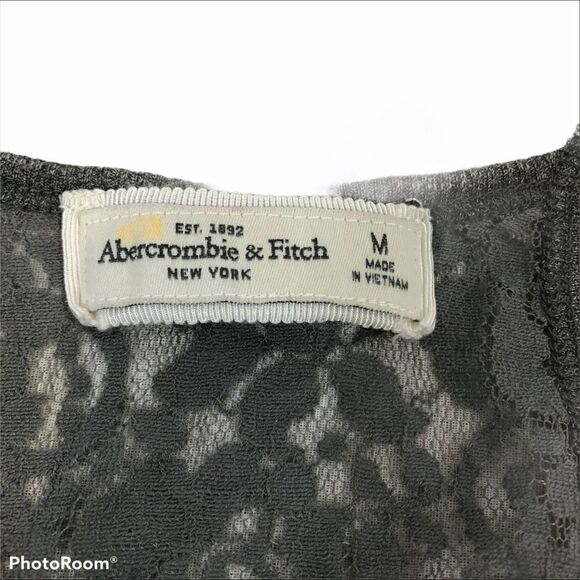 EST. 1892
Abercrombie & Fitch
NEW YORK
M
MADE
IN VIETNAM
PhotoRoom®